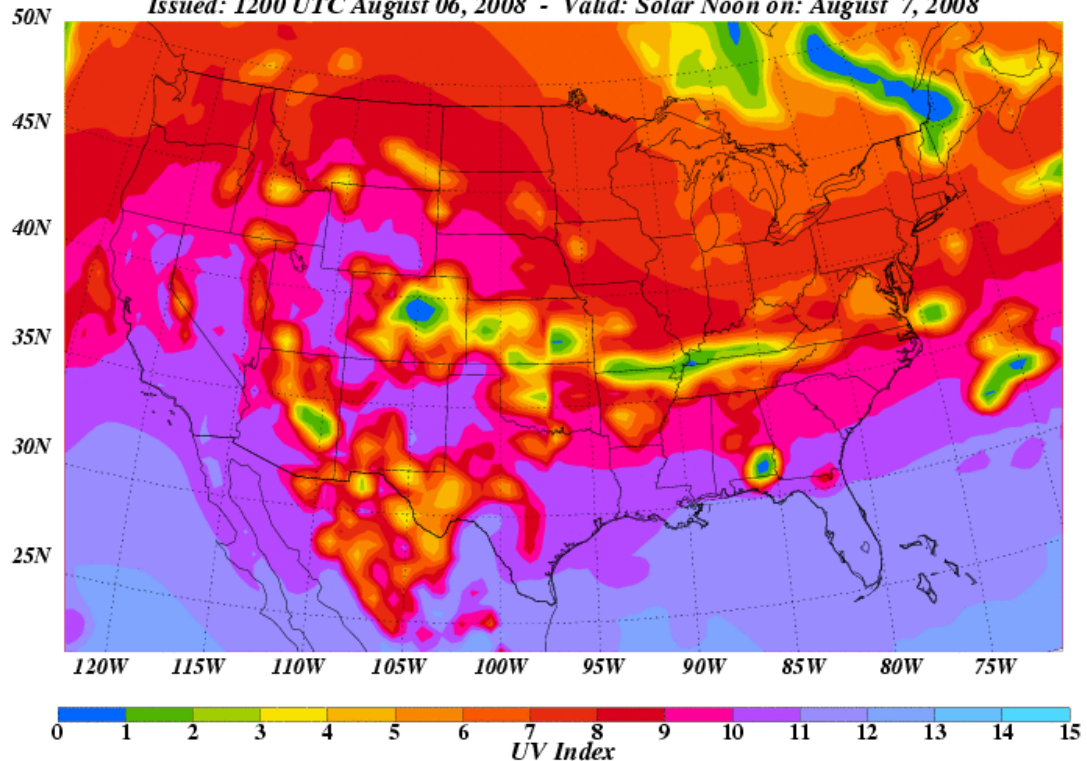 Issued: 1200 UTC August 06, 2008 - Valid: Solar Noon on: August 7, 2008
50N
45N
40N
35N
30N
25N
120W 115W 110W 105W 100W 95W 90W 85W 80W 75W
0 1 2 3 4 5 6 7 8 9 10 11 12 13 14 15
UV Index